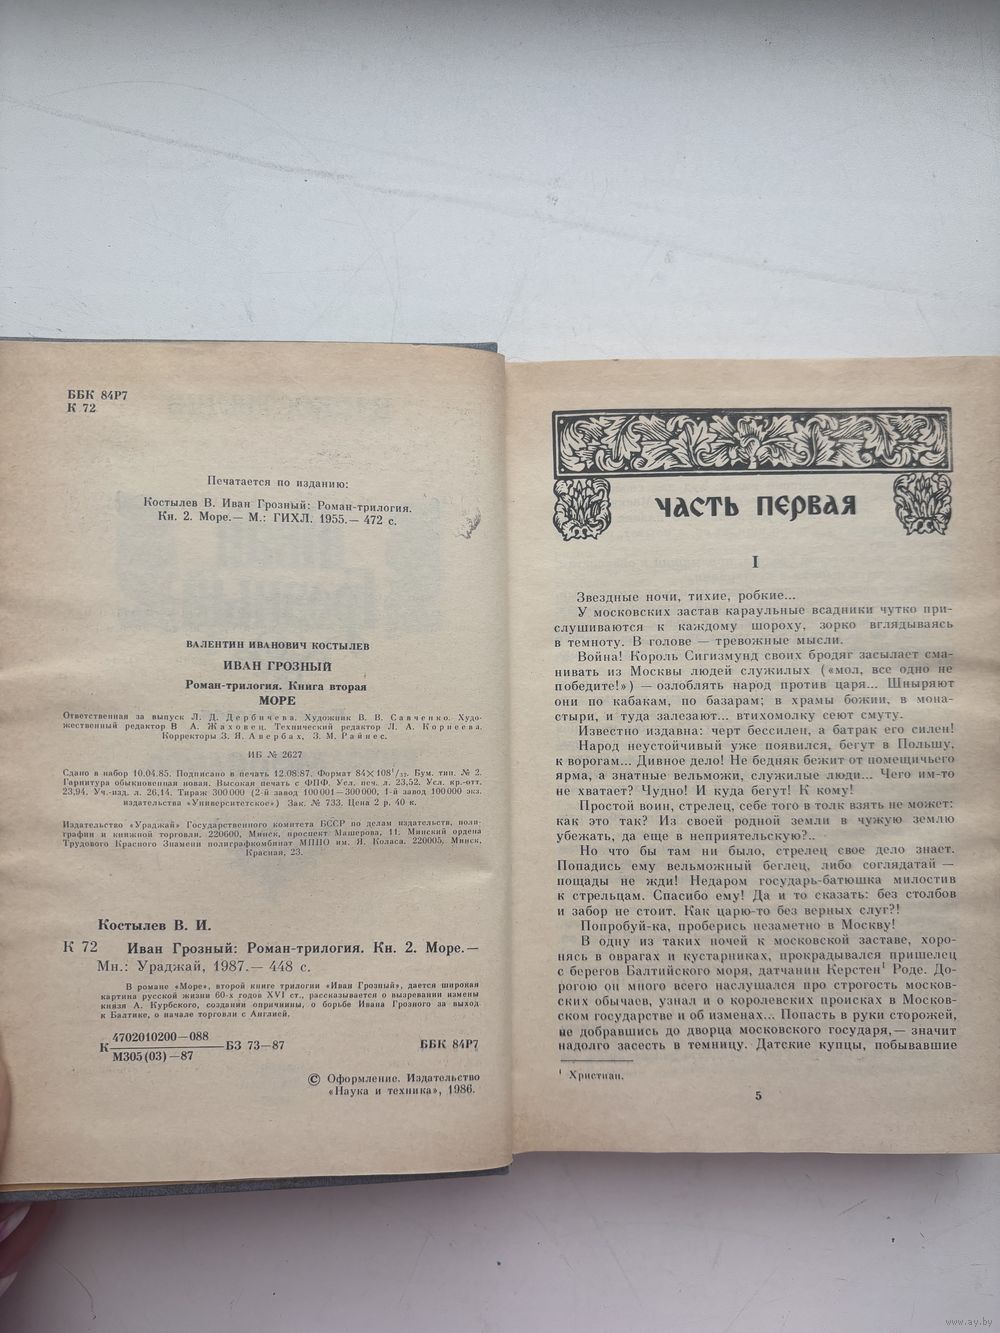 ББК 84Р7
К 72
Печатается по изданию:
Костылев В. Иван Грозный: Роман-трилогия.
Кн. 2. Море.— М.: ГИХЛ. 1955.— 472 с.
ВАЛЕНТИН ИВАНОВИЧ КОСТЫЛЕВ
ИВАН ГРОЗНЫЙ
Роман-трилогия. Книга вторая
МОРЕ
Ответственная за выпуск Л. Д. Дербичева. Художник В. В. Савченко. Худо-
жественный редактор В. А. Жаховец. Технический редактор Л. А. Корнеева.
Корректоры З. Я. Авербах, З. М. Райнес.
ИБ № 2627
Сдано в набор 10.04.85. Подписано в печать 12.08.87. Формат 84×108¹/₃₂. Бум. тип. № 2.
Гарнитура обыкновенная новая. Высокая печать с ФПФ. Усл. печ. л. 23,52. Усл. кр.-отт.
23,94. Уч.-изд. л. 26,14. Тираж 300 000 (2-й завод 100 001—300 000, 1-й завод 100 000 экз.
издательства «Университетское») Зак. № 733. Цена 2 р. 40 к.
Издательство «Ураджай» Государственного комитета БССР по делам издательств, поли-
графии и книжной торговли. 220600, Минск, проспект Машерова, 11. Минский ордена
Трудового Красного Знамени полиграфкомбинат МППО им. Я. Коласа. 220005, Минск,
Красная, 23.
Костылев В. И.
К 72 Иван Грозный: Роман-трилогия. Кн. 2. Море.—
Мн.: Ураджай, 1987.— 448 с.
В романе «Море», второй книге трилогии «Иван Грозный», дается широкая
картина русской жизни 60-х годов XVI ст., рассказывается о вызревании измены
князя А. Курбского, создании опричнины, о борьбе Ивана Грозного за выход
к Балтике, о начале торговли с Англией.
4702010200—088
К БЗ 73—87 ББК 84Р7
М305(03)—87
© Оформление. Издательство
«Наука и техника», 1986.
ЧАСТЬ ПЕРВАЯ
I
Звездные ночи, тихие, робкие...
У московских застав караульные всадники чутко при-
слушиваются к каждому шороху, зорко вглядываясь
в темноту. В голове — тревожные мысли.
Война! Король Сигизмунд своих бродяг засылает сма-
нивать из Москвы людей служилых («мол, все одно не
победите!») — озлоблять народ против царя... Шныряют
они по кабакам, по базарам; в храмы божии, в мона-
стыри, и туда залезают... втихомолку сеют смуту.
Известно издавна: черт бессилен, а батрак его силен!
Народ неустойчивый уже появился, бегут в Польшу,
к ворогам... Дивное дело! Не бедняк бежит от помещичьего
ярма, а знатные вельможи, служилые люди... Чего им-то
не хватает? Чудно! И куда бегут! К кому!
Простой воин, стрелец, себе того в толк взять не может:
как это так? Из своей родной земли в чужую землю
убежать, да еще в неприятельскую?..
Но что бы там ни было, стрелец свое дело знает.
Попадись ему вельможный беглец, либо соглядатай —
пощады не жди! Недаром государь-батюшка милостив
к стрельцам. Спасибо ему! Да и то сказать: без столбов
и забор не стоит. Как царю-то без верных слуг?!
Попробуй-ка, проберись незаметно в Москву!
В одну из таких ночей к московской заставе, хоро-
нясь в оврагах и кустарниках, прокрадывался пришелец
с берегов Балтийского моря, датчанин Керстен¹ Роде. До-
рогою он много всего наслушался про строгость москов-
ских обычаев, узнал и о королевских происках в Москов-
ском государстве и об изменах... Попасть в руки сторожей,
не добравшись до дворца московского государя,— значит
надолго засесть в темницу. Датские купцы, побывавшие
¹ Христиан.
5
www.ay.by